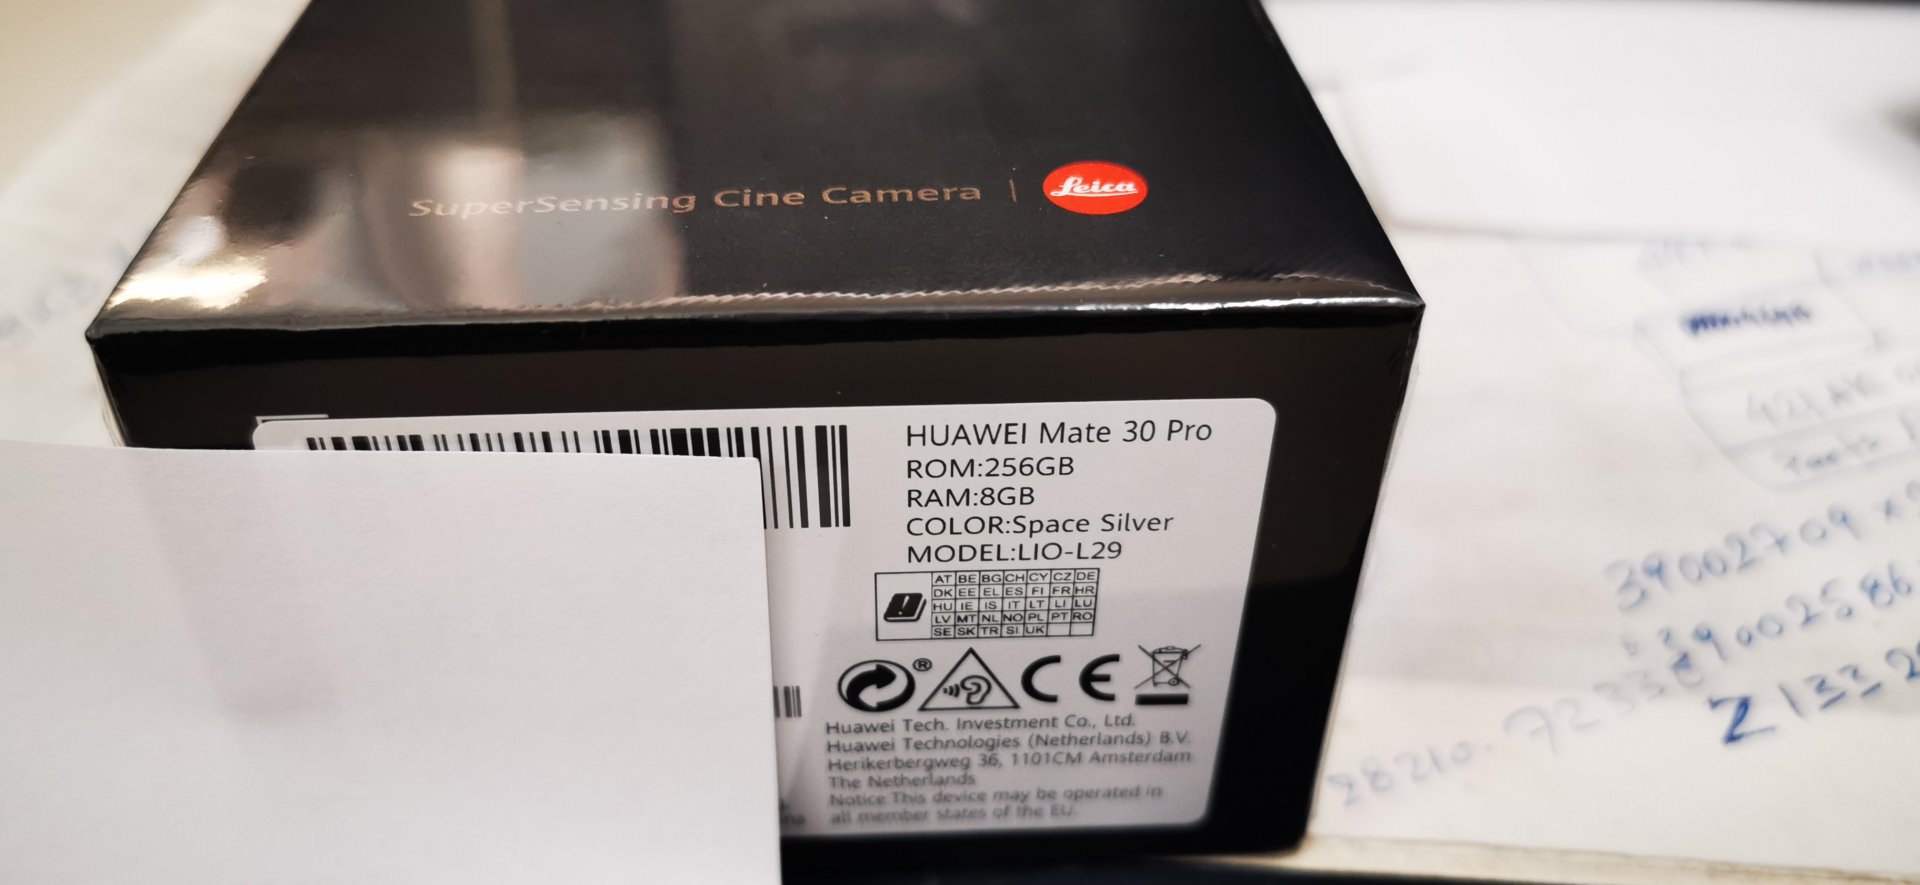 SuperSensing Cine Camera | Leica
HUAWEI Mate 30 Pro
ROM:256GB
RAM:8GB
COLOR:Space Silver
MODEL:LIO-L29
AT BE BG CH CY CZ DE
DK EE EL ES FI FR HR
HU IE IS IT LT LI LU
LV MT NL NO PL PT RO
SE SK TR SI UK
CE
Huawei Tech. Investment Co., Ltd.
Huawei Technologies (Netherlands) B.V.
Herikerbergweg 36, 1101CM Amsterdam
The Netherlands
Notice:This device may be operated in
all member states of the EU.
39002709
Z133